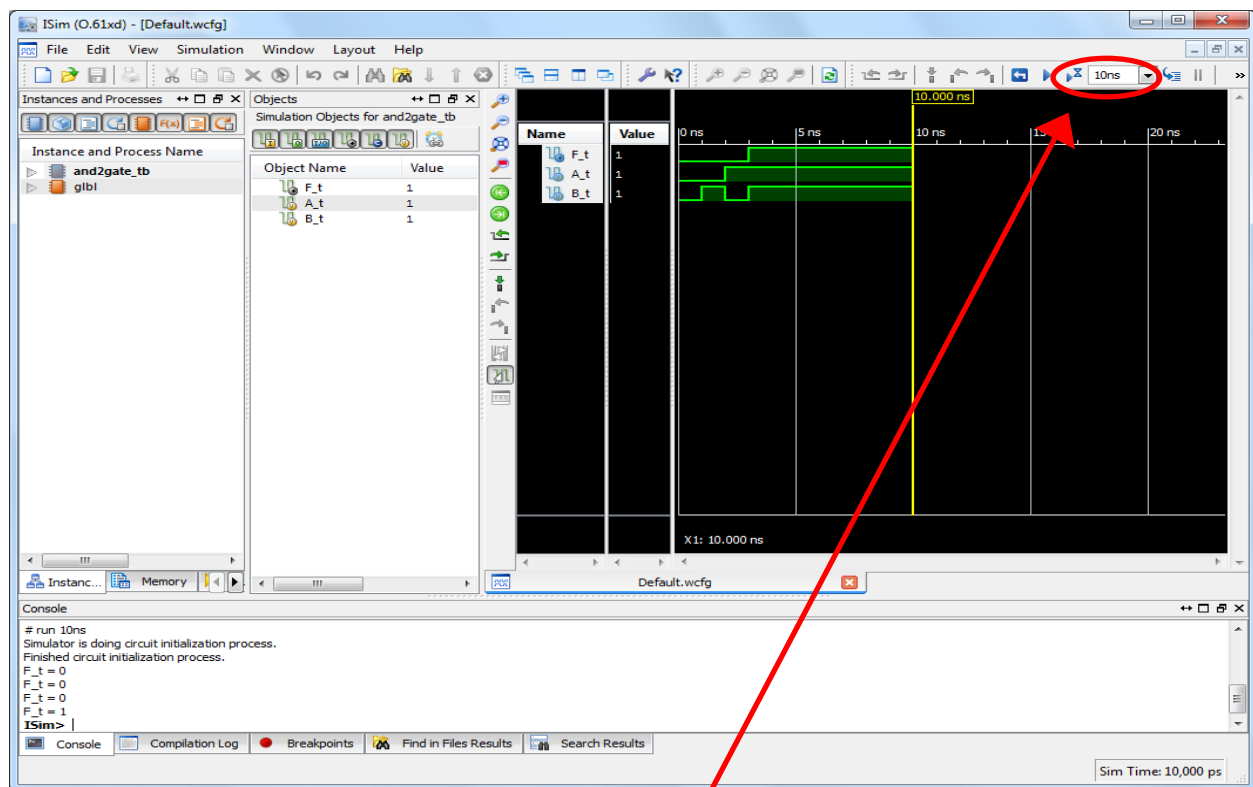 ISim (O.61xd) - [Default.wcfg]
File Edit View Simulation Window Layout Help
10ns
»
Instances and Processes
F(x)
Instance and Process Name
and2gate_tb
glbl
Objects
Simulation Objects for and2gate_tb
Object Name Value
F_t 1
A_t 1
B_t 1
10.000 ns
Name Value 0 ns 5 ns 10 ns 15 20 ns
F_t 1
A_t 1
B_t 1
X1: 10.000 ns
Instanc... Memory
Default.wcfg
Console
# run 10ns
Simulator is doing circuit initialization process.
Finished circuit initialization process.
F_t = 0
F_t = 0
F_t = 0
F_t = 1
ISim>
Console Compilation Log Breakpoints Find in Files Results Search Results
Sim Time: 10,000 ps